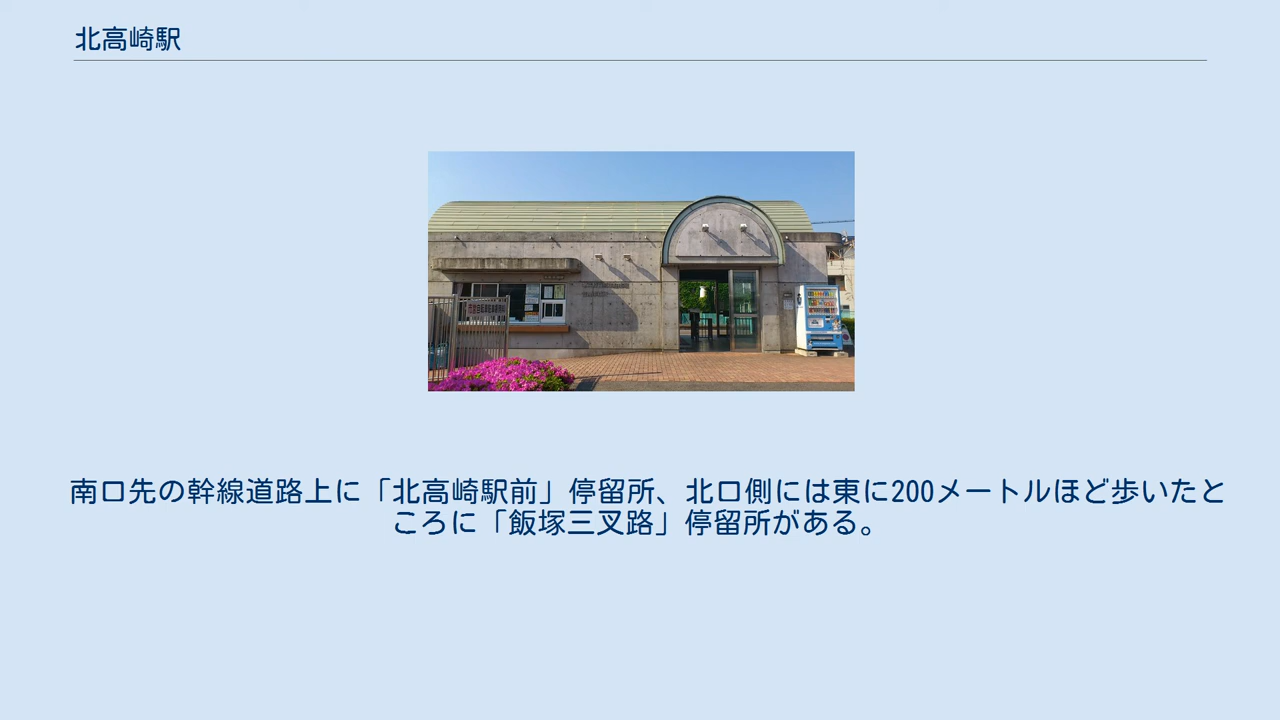 北高崎駅
南口先の幹線道路上に「北高崎駅前」停留所、北口側には東に200メートルほど歩いたと
ころに「飯塚三叉路」停留所がある。